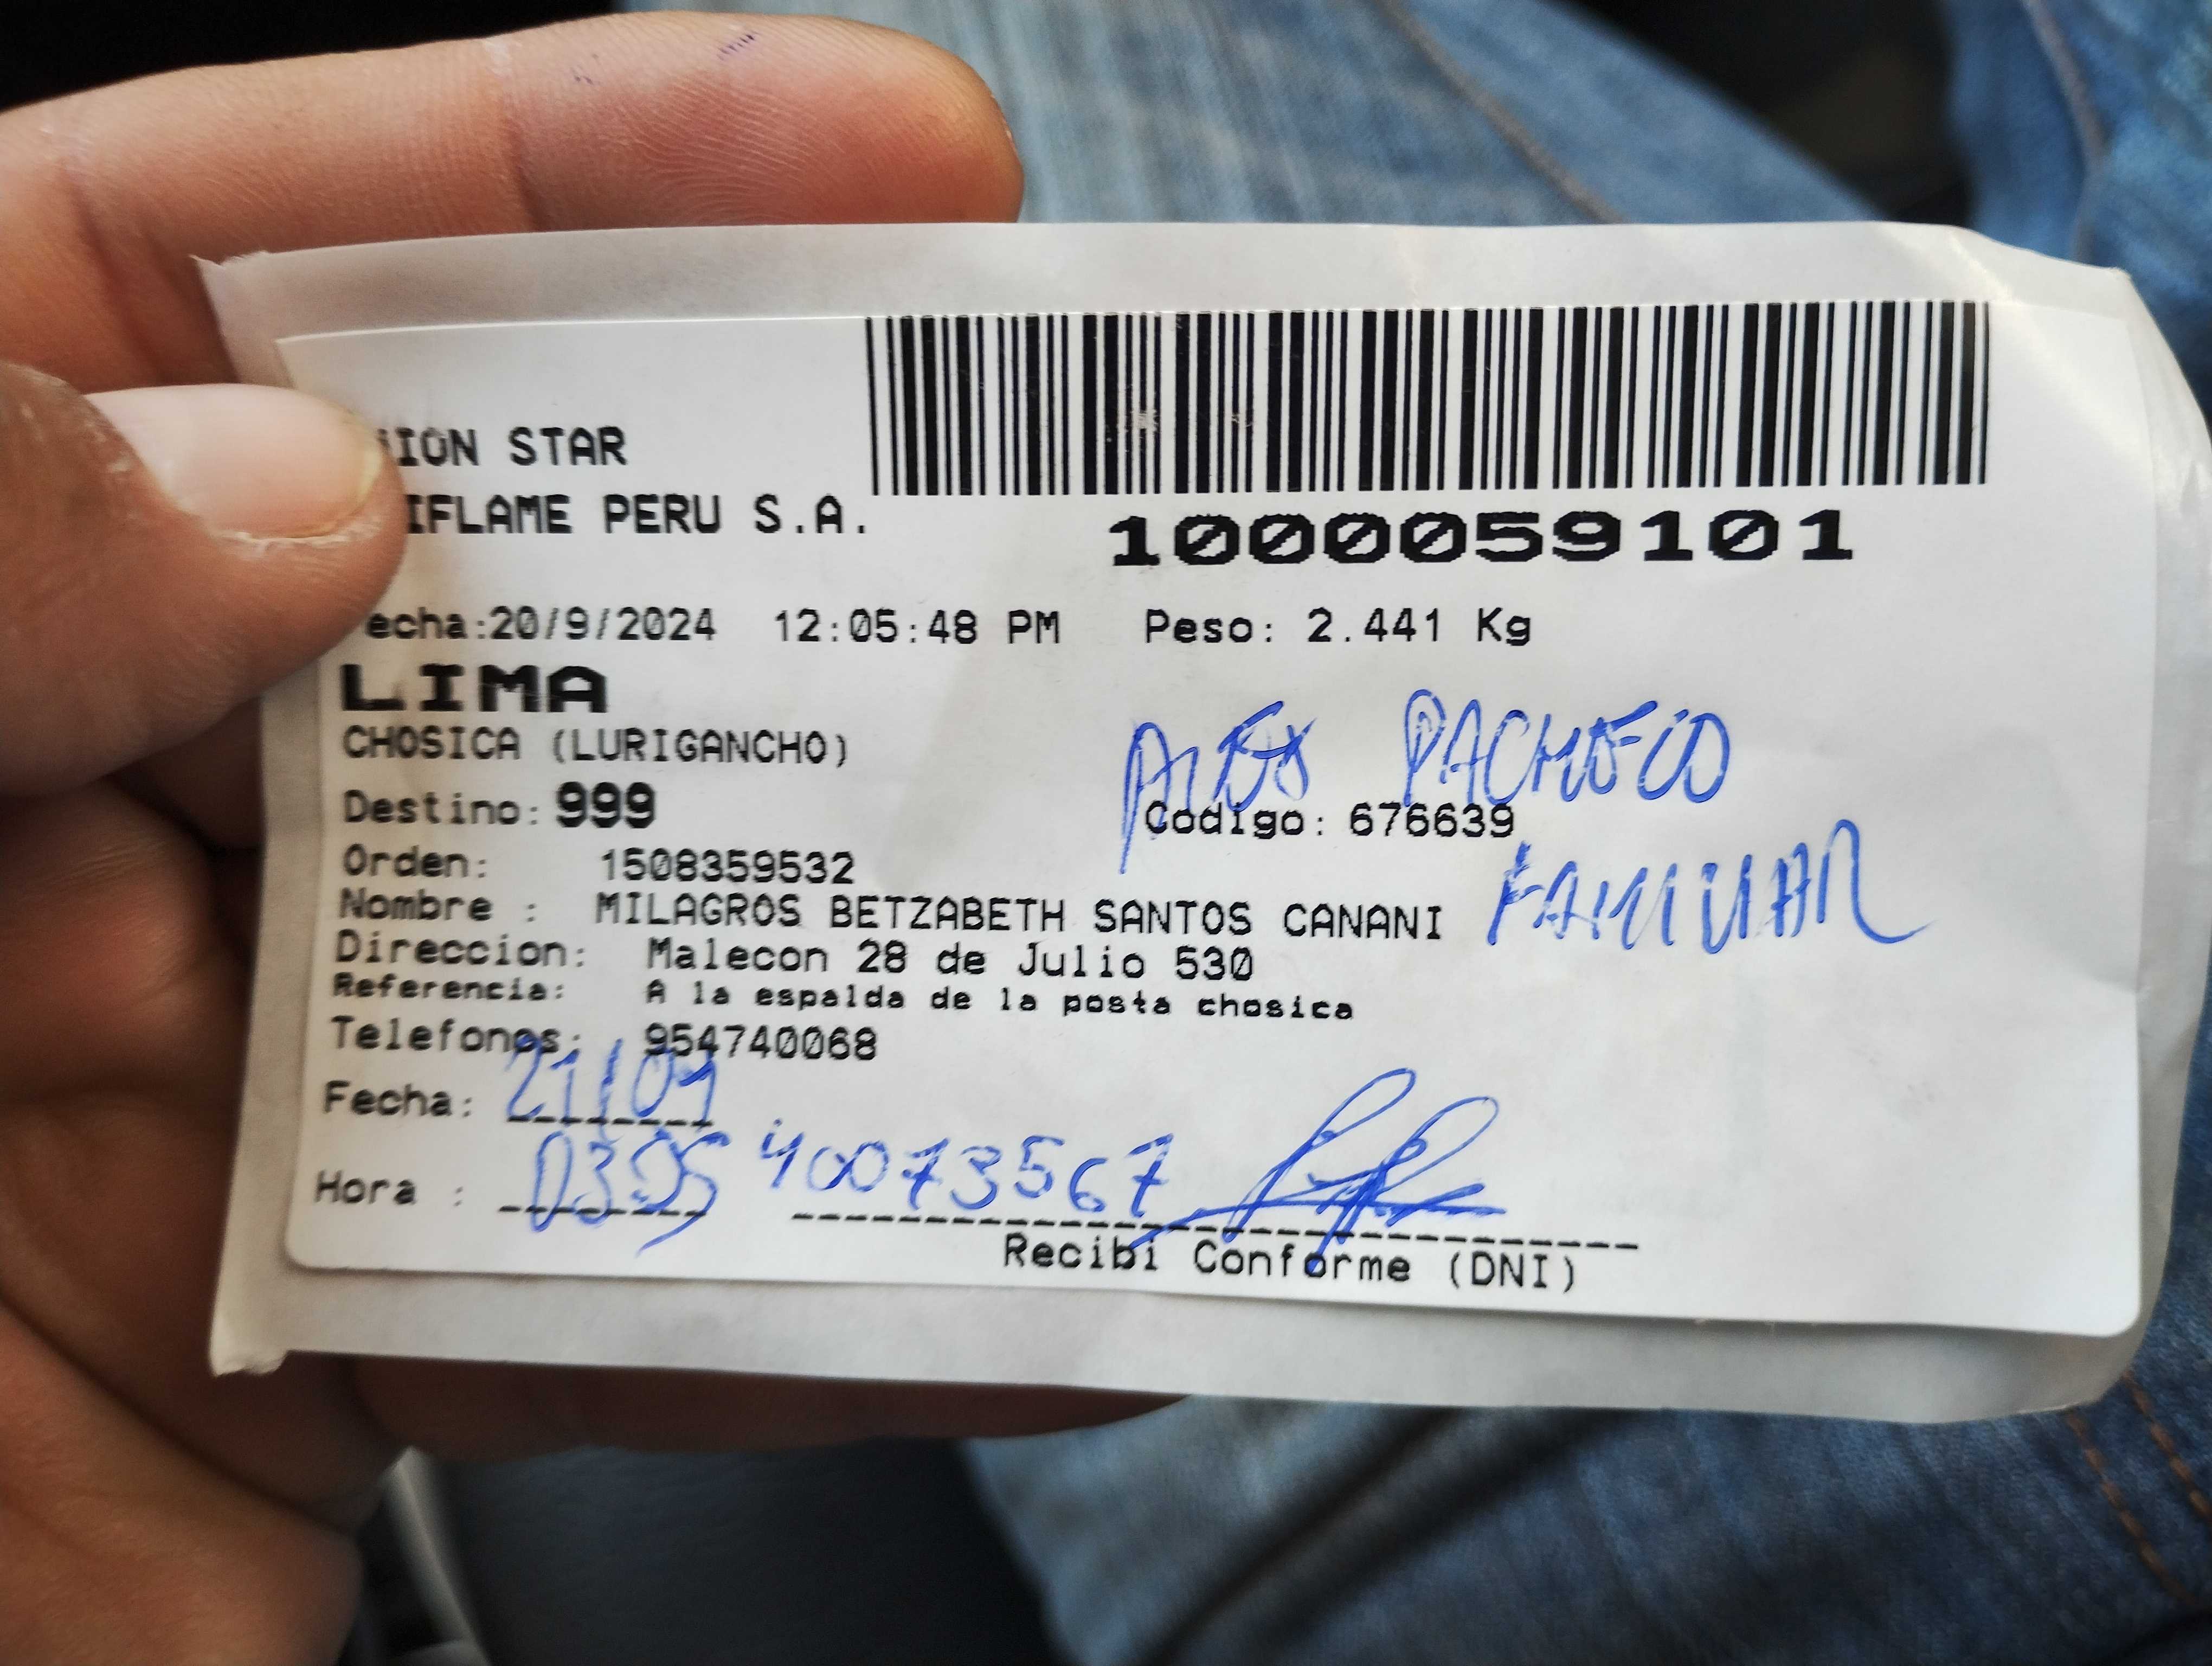 ION STAR
IFLAME PERU S.A.
1000059101
echa:20/9/2024 12:05:48 PM Peso: 2.441 Kg
LIMA
CHOSICA (LURIGANCHO)
PACHECO
Destino: 999 Codigo: 676639
Orden: 1508359532
Nombre : MILAGROS BETZABETH SANTOS CANANI FAMILIAR
Direccion: Malecon 28 de Julio 530
Referencia: A la espalda de la posta chosica
Telefonos: 954740068
Fecha: 21/09
Hora : 0305 40073567
Recibi Conforme (DNI)